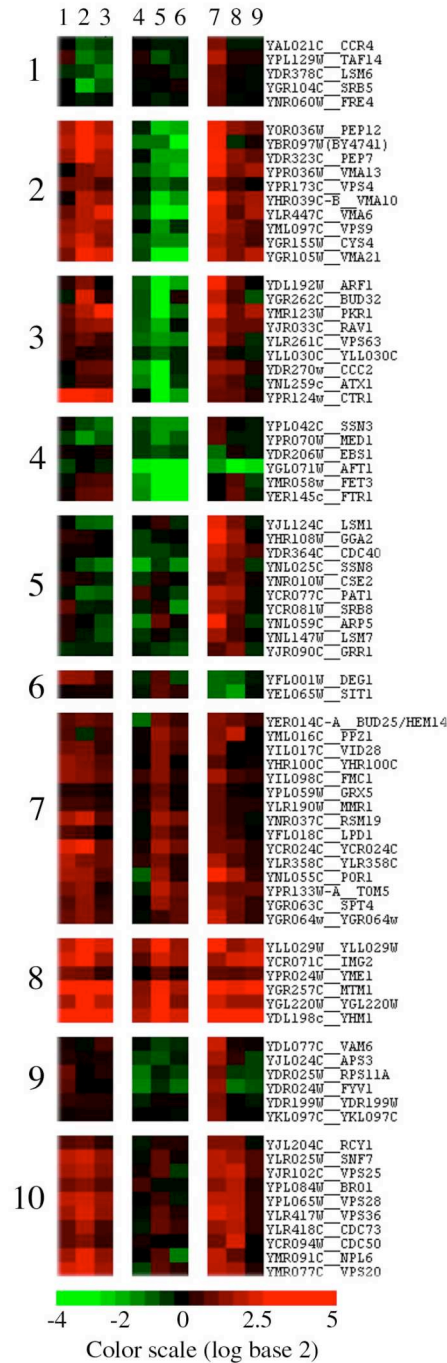 1 2 3 4 5 6 7 8 9
1
YAL021C__CCR4
YPL129W__TAF14
YDR378C__LSM6
YGR104C__SRB5
YNR060W__FRE4
2
YOR036W__PEP12
YBR097W(BY4741)
YDR323C__PEP7
YPR036W__VMA13
YPR173C__VPS4
YHR039C-B__VMA10
YLR447C__VMA6
YML097C__VPS9
YGR155W__CYS4
YGR105W__VMA21
3
YDL192W__ARF1
YGR262C__BUD32
YMR123W__PKR1
YJR033C__RAV1
YLR261C__VPS63
YLL030C__YLL030C
YDR270w__CCC2
YNL259c__ATX1
YPR124w__CTR1
4
YPL042C__SSN3
YPR070W__MED1
YDR206W__EBS1
YGL071W__AFT1
YMR058w__FET3
YER145c__FTR1
5
YJL124C__LSM1
YHR108W__GGA2
YDR364C__CDC40
YNL025C__SSN8
YNR010W__CSE2
YCR077C__PAT1
YCR081W__SRB8
YNL059C__ARP5
YNL147W__LSM7
YJR090C__GRR1
6
YFL001W__DEG1
YEL065W__SIT1
7
YER014C-A__BUD25/HEM14
YML016C__PPZ1
YIL017C__VID28
YHR100C__YHR100C
YIL098C__FMC1
YPL059W__GRX5
YLR190W__MMR1
YNR037C__RSM19
YFL018C__LPD1
YCR024C__YCR024C
YLR358C__YLR358C
YNL055C__POR1
YPR133W-A__TOM5
YGR063C__SPT4
YGR064w__YGR064w
8
YLL029W__YLL029W
YCR071C__IMG2
YPR024W__YME1
YGR257C__MTM1
YGL220W__YGL220W
YDL198c__YHM1
9
YDL077C__VAM6
YJL024C__APS3
YDR025W__RPS11A
YDR024W__FYV1
YDR199W__YDR199W
YKL097C__YKL097C
10
YJL204C__RCY1
YLR025W__SNF7
YJR102C__VPS25
YPL084W__BRO1
YPL065W__VPS28
YLR417W__VPS36
YLR418C__CDC73
YCR094W__CDC50
YMR091C__NPL6
YMR077C__VPS20
-4 -2 0 2.5 5
Color scale (log base 2)